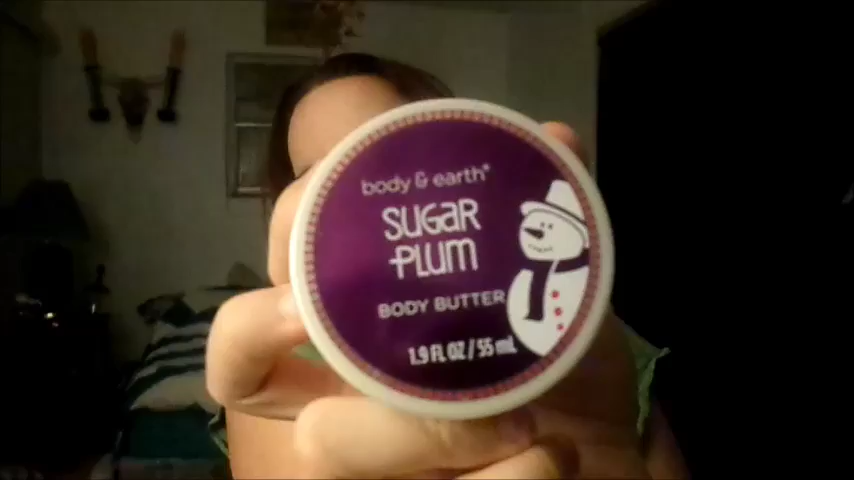 body & earth*
SUGAR
PLUM
BODY BUTTER
1.9 FL OZ / 55 mL